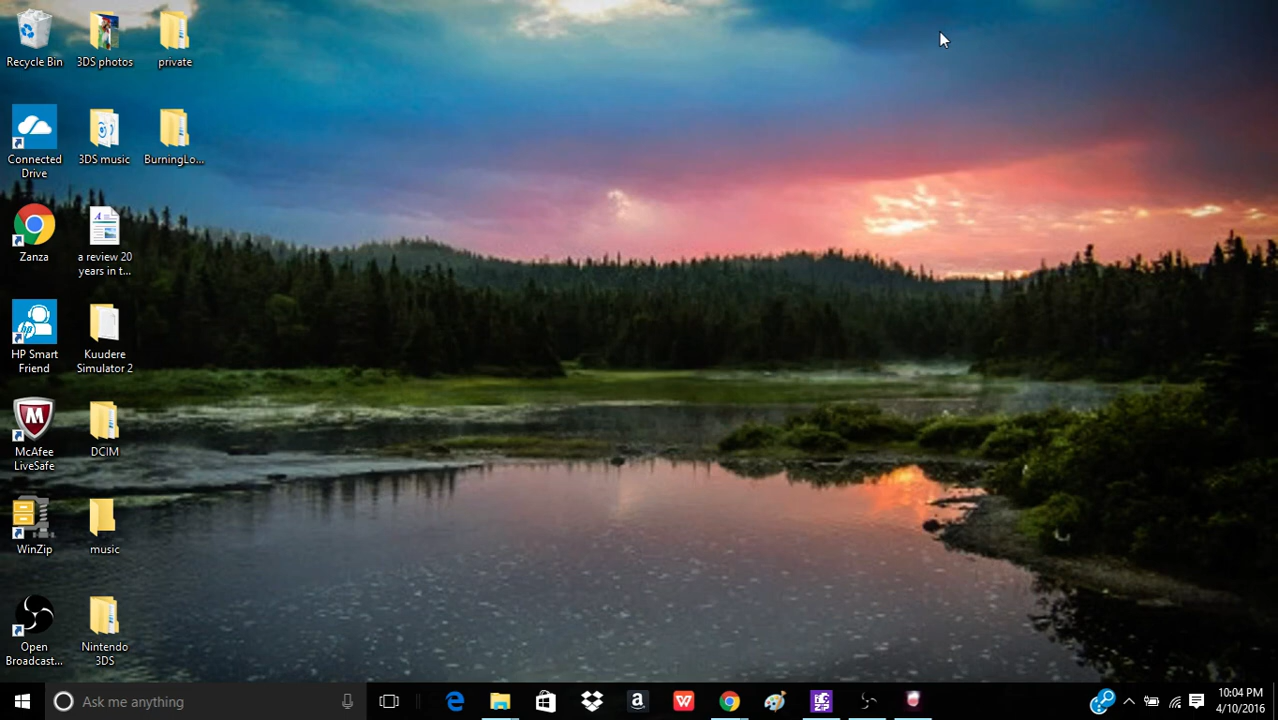 Recycle Bin
3DS photos
private
Connected
Drive
3DS music
BurningLo...
Zanza
a review 20
years in t...
HP Smart
Friend
Kuudere
Simulator 2
McAfee
LiveSafe
DCIM
WinZip
music
Open
Broadcast...
Nintendo
3DS
Ask me anything
10:04 PM
4/10/2016